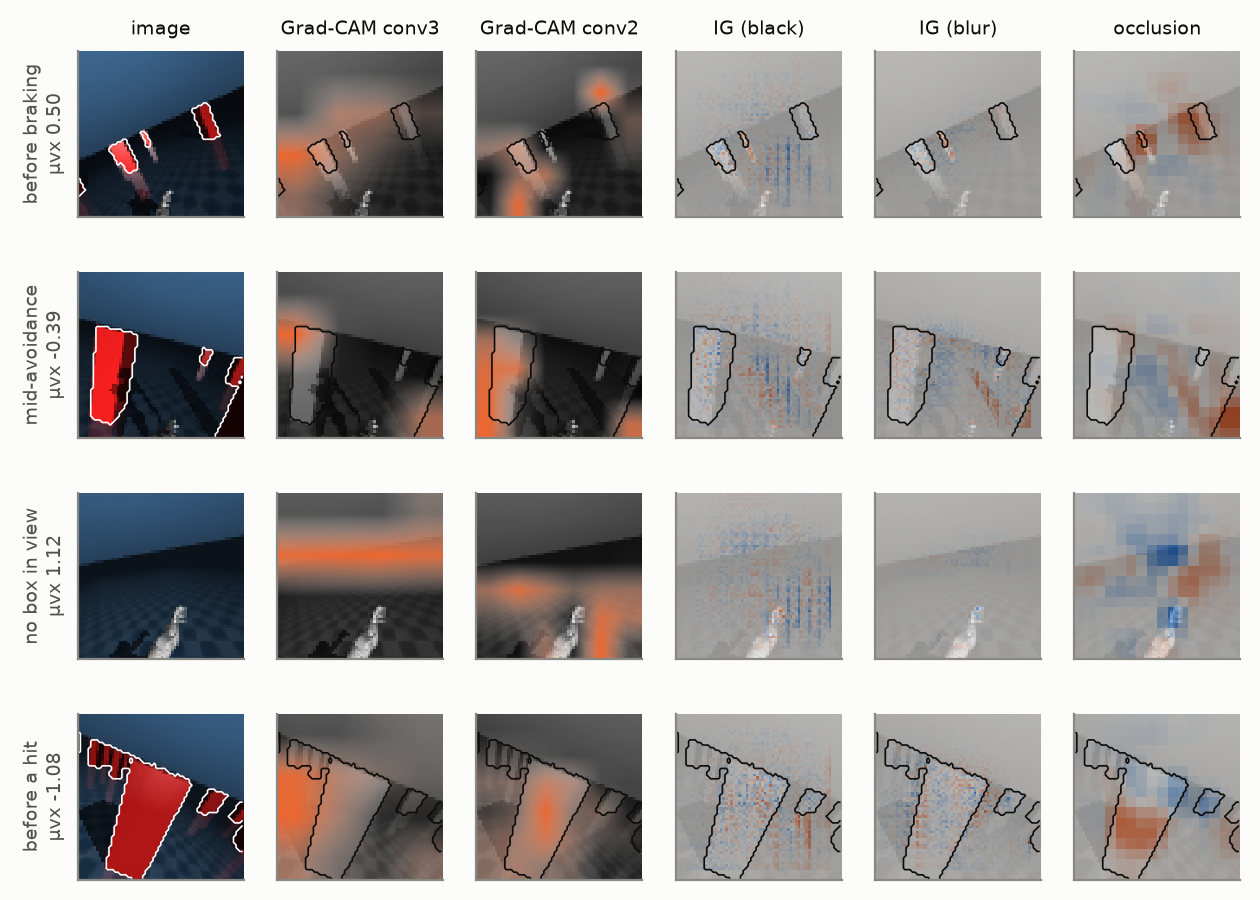 image Grad-CAM conv3 Grad-CAM conv2 IG (black) IG (blur) occlusion
before braking
μvx 0.50
mid-avoidance
μvx -0.39
no box in view
μvx 1.12
before a hit
μvx -1.08